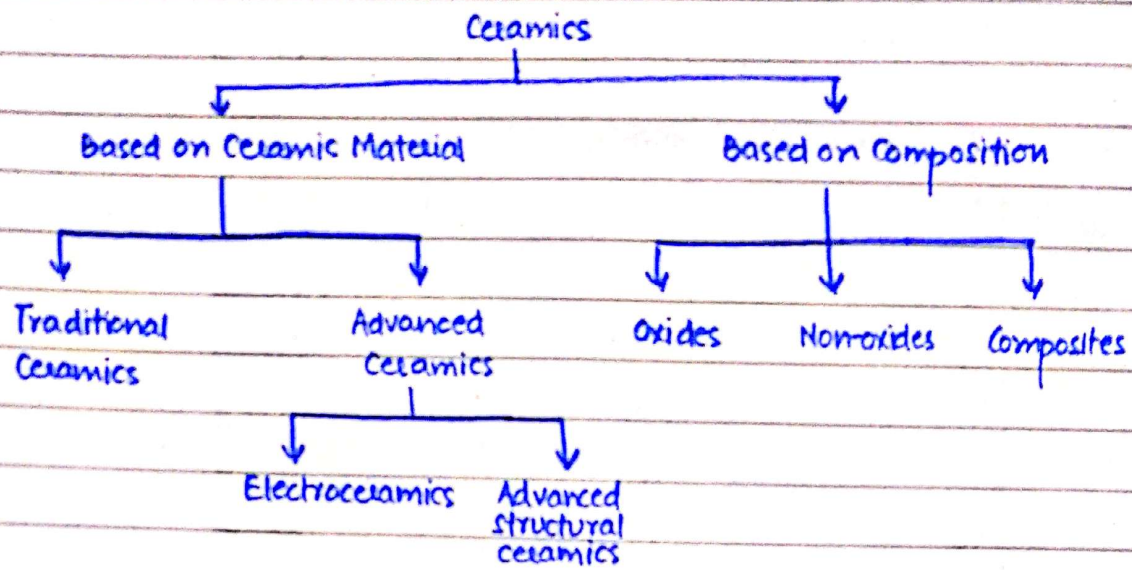 Ceramics
Based on Ceramic Material
Based on Composition
Traditional
Ceramics
Advanced
Ceramics
Oxides
Non-oxides
Composites
Electroceramics
Advanced
structural
ceramics